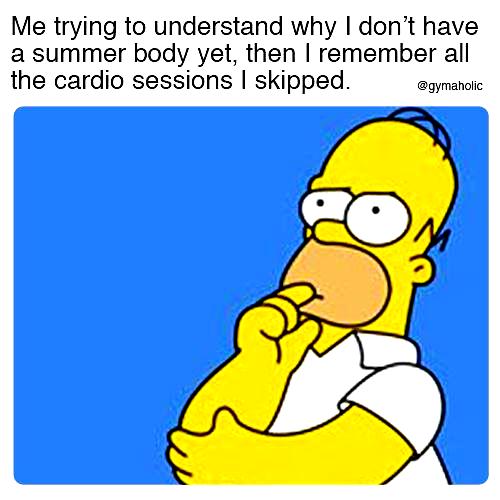 Me trying to understand why I don’t have
a summer body yet, then I remember all
the cardio sessions I skipped.
@gymaholic